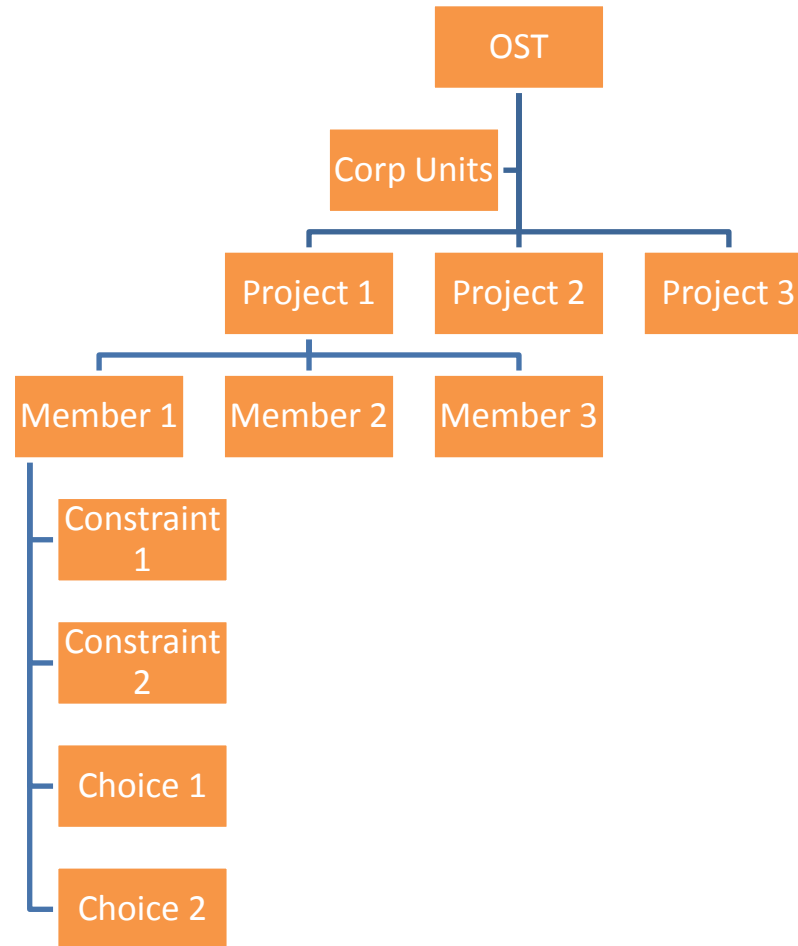 OST
Corp Units
Project 1
Project 2
Project 3
Member 1
Member 2
Member 3
Constraint
1
Constraint
2
Choice 1
Choice 2